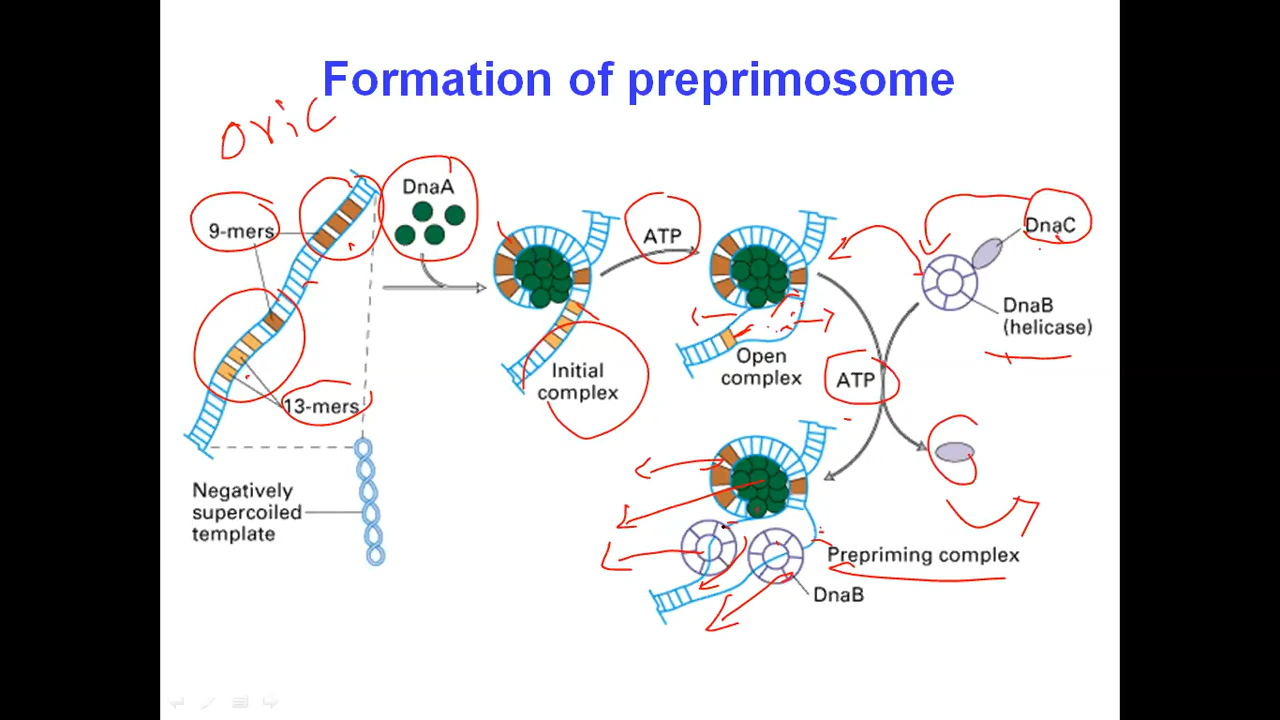 Formation of preprimosome
oriC
DnaA
9-mers
ATP
DnaC
DnaB
(helicase)
Initial
complex
Open
complex
ATP
13-mers
Negatively
supercoiled
template
Prepriming complex
DnaB